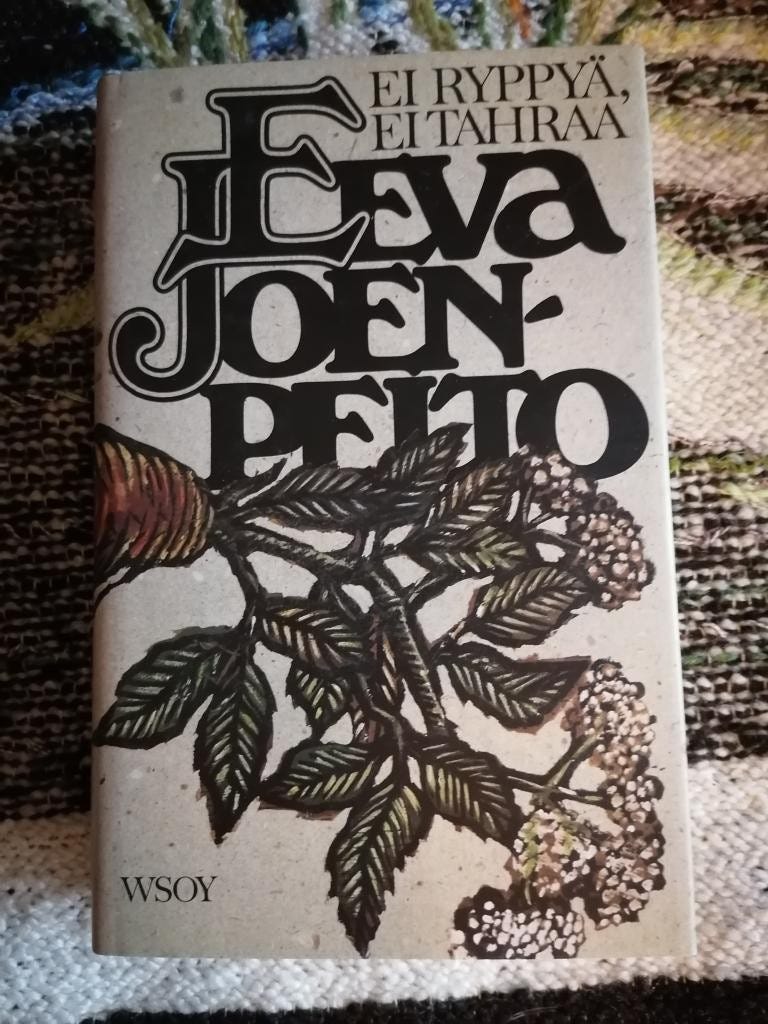 EI RYPPYÄ,
EI TAHRAA
EEVA
JOEN-
PELTO
WSOY